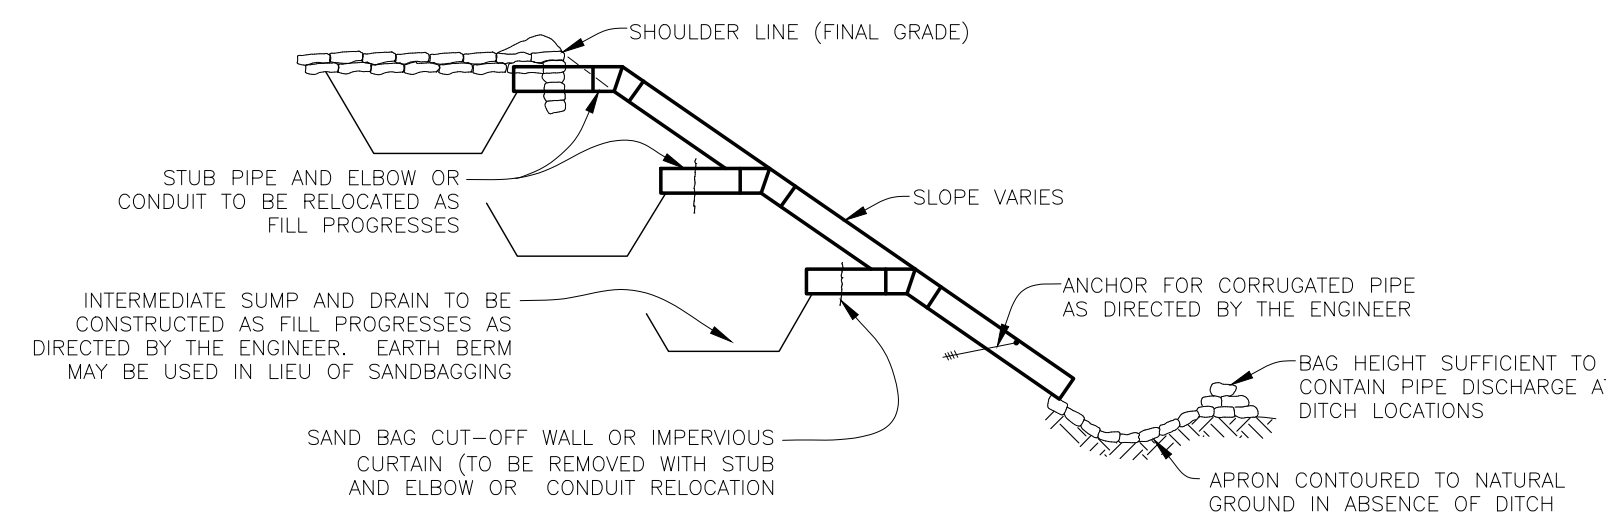 SHOULDER LINE (FINAL GRADE)
STUB PIPE AND ELBOW OR
CONDUIT TO BE RELOCATED AS
FILL PROGRESSES
SLOPE VARIES
INTERMEDIATE SUMP AND DRAIN TO BE
CONSTRUCTED AS FILL PROGRESSES AS
DIRECTED BY THE ENGINEER. EARTH BERM
MAY BE USED IN LIEU OF SANDBAGGING
ANCHOR FOR CORRUGATED PIPE
AS DIRECTED BY THE ENGINEER
BAG HEIGHT SUFFICIENT TO
CONTAIN PIPE DISCHARGE
DITCH LOCATIONS
SAND BAG CUT-OFF WALL OR IMPERVIOUS
CURTAIN (TO BE REMOVED WITH STUB
AND ELBOW OR CONDUIT RELOCATION
APRON CONTOURED TO NATURAL
GROUND IN ABSENCE OF DITCH